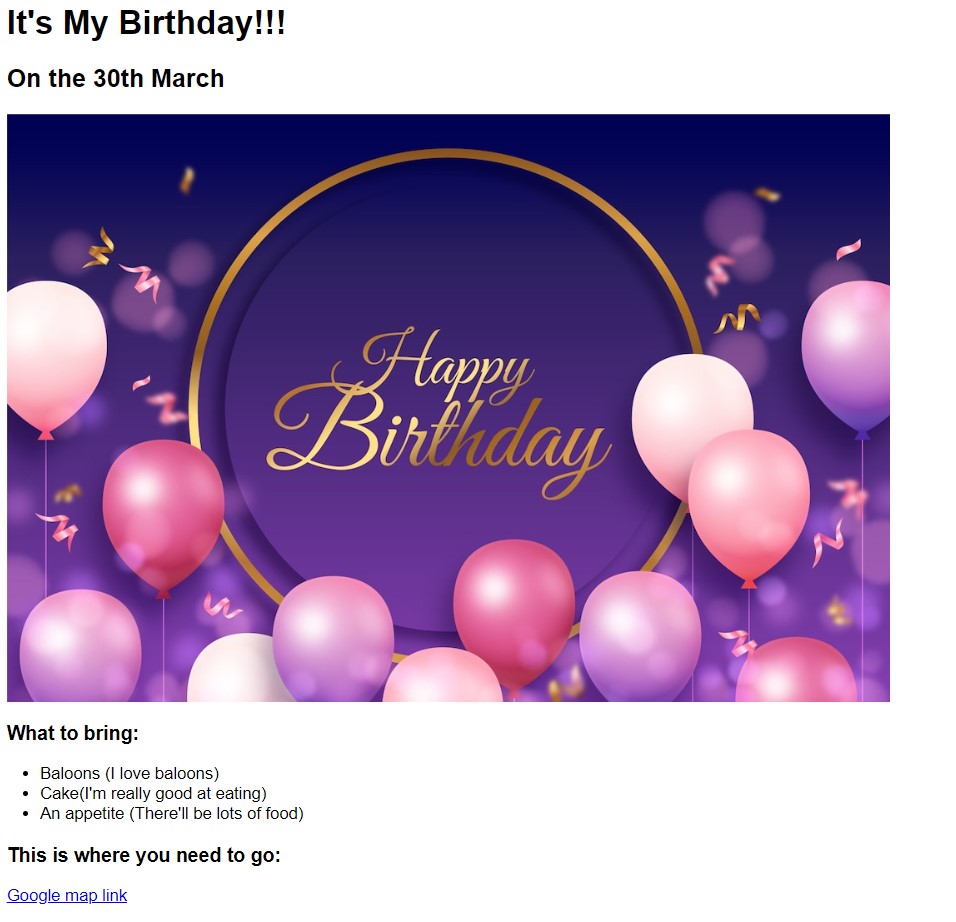 It's My Birthday!!!
On the 30th March
Happy
Birthday
What to bring:
Baloons (I love baloons)
Cake(I'm really good at eating)
An appetite (There'll be lots of food)
This is where you need to go:
Google map link